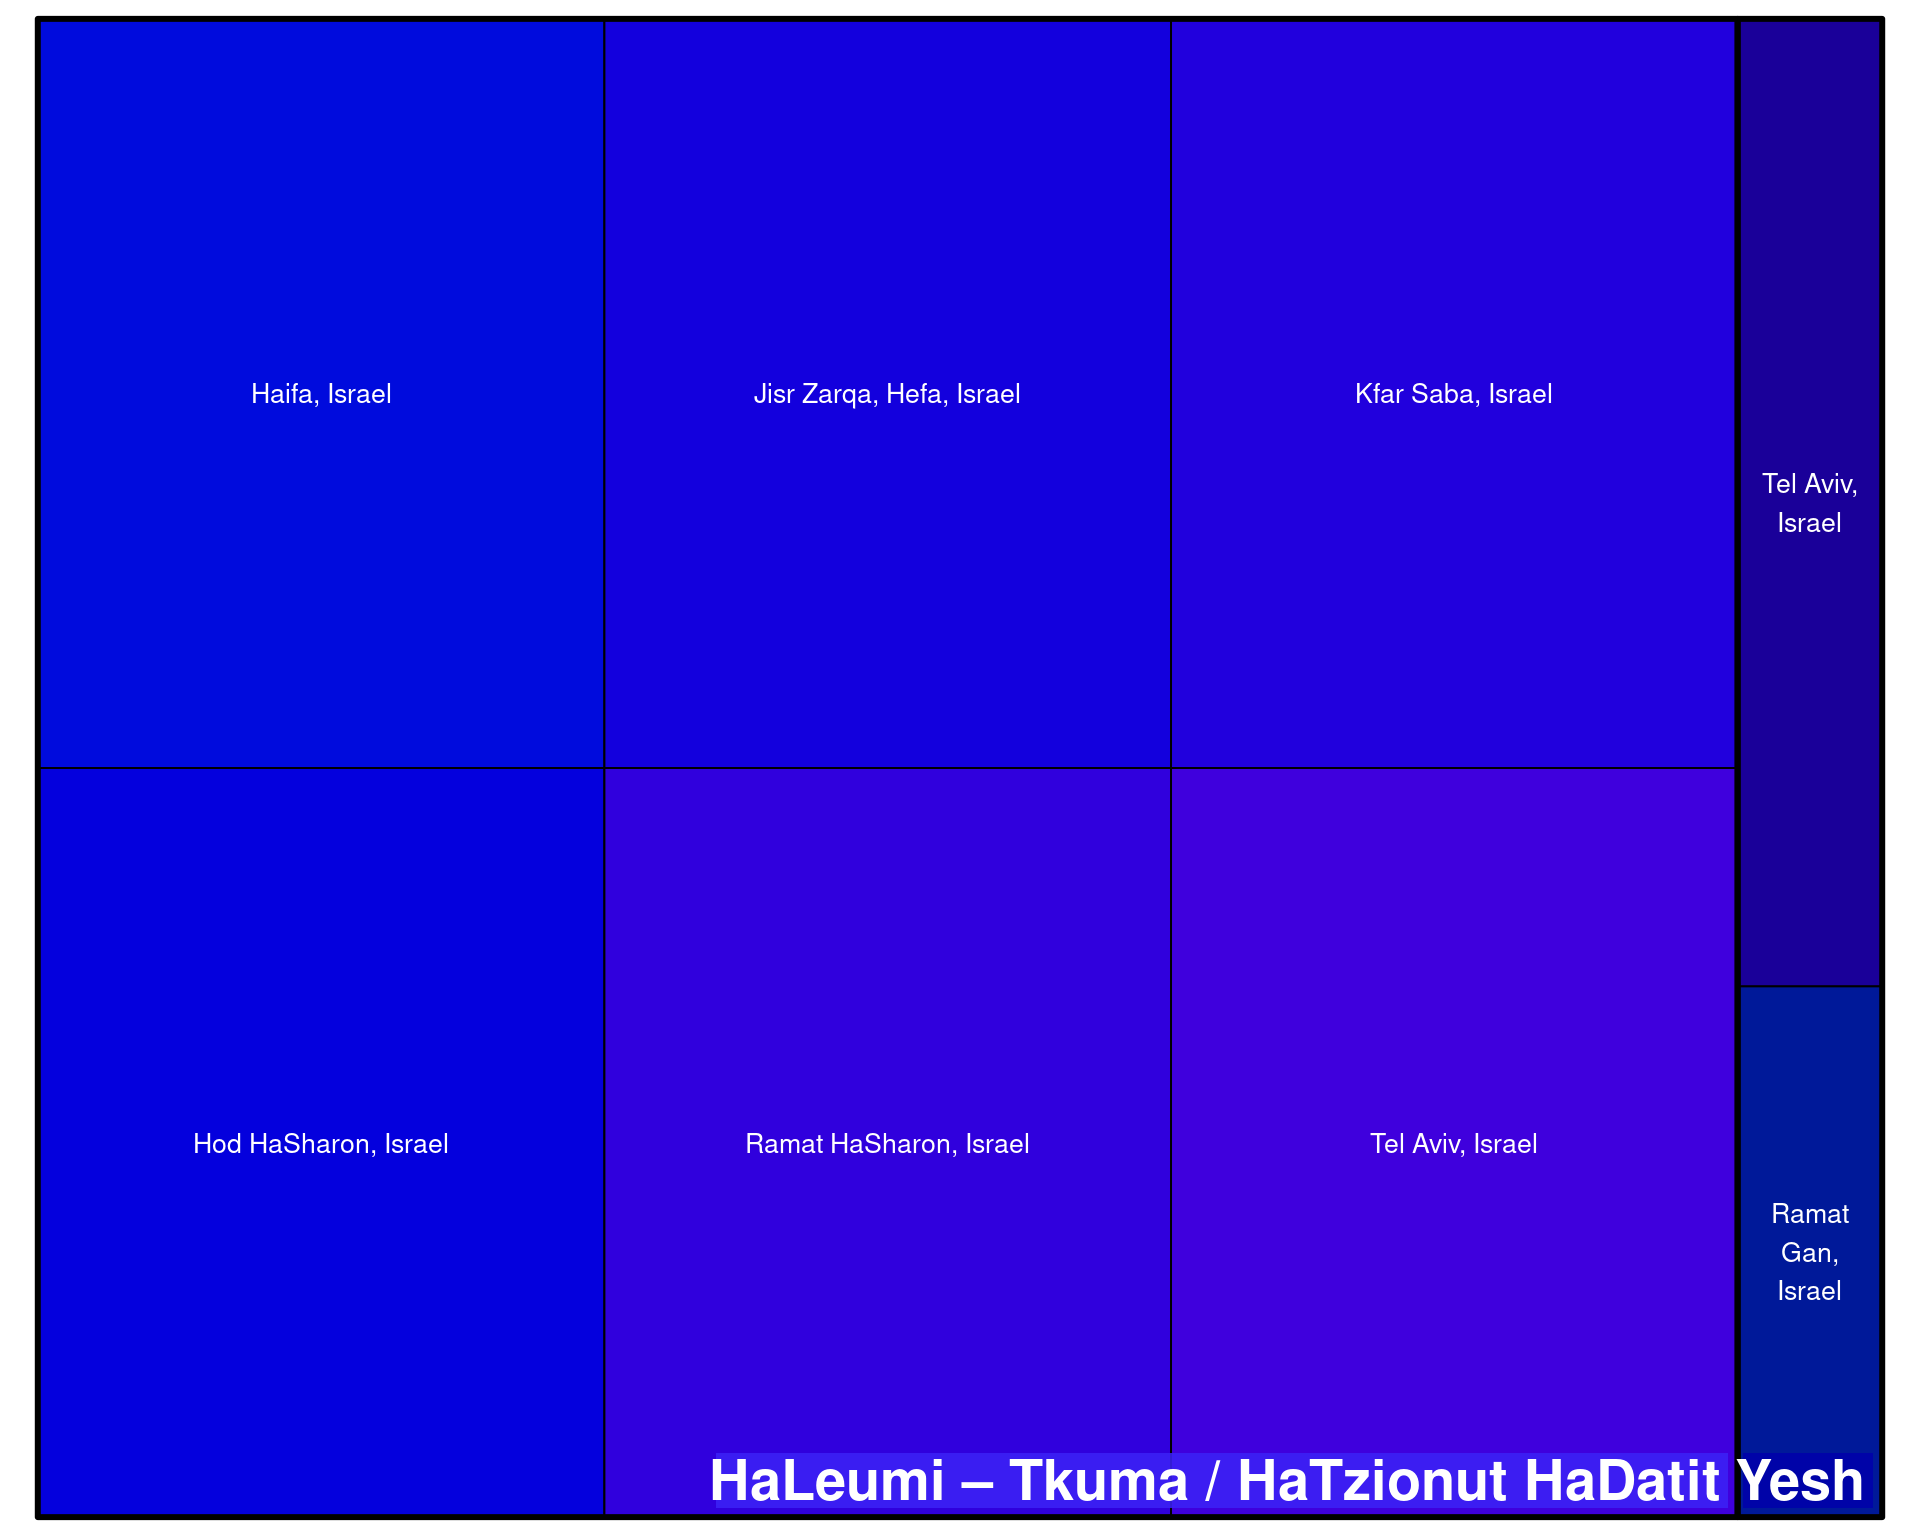 Haifa, Israel
Jisr Zarqa, Hefa, Israel
Kfar Saba, Israel
Tel Aviv,
Israel
Hod HaSharon, Israel
Ramat HaSharon, Israel
Tel Aviv, Israel
Ramat
Gan,
Israel
HaLeumi – Tkuma / HaTzionut HaDatit
Yesh